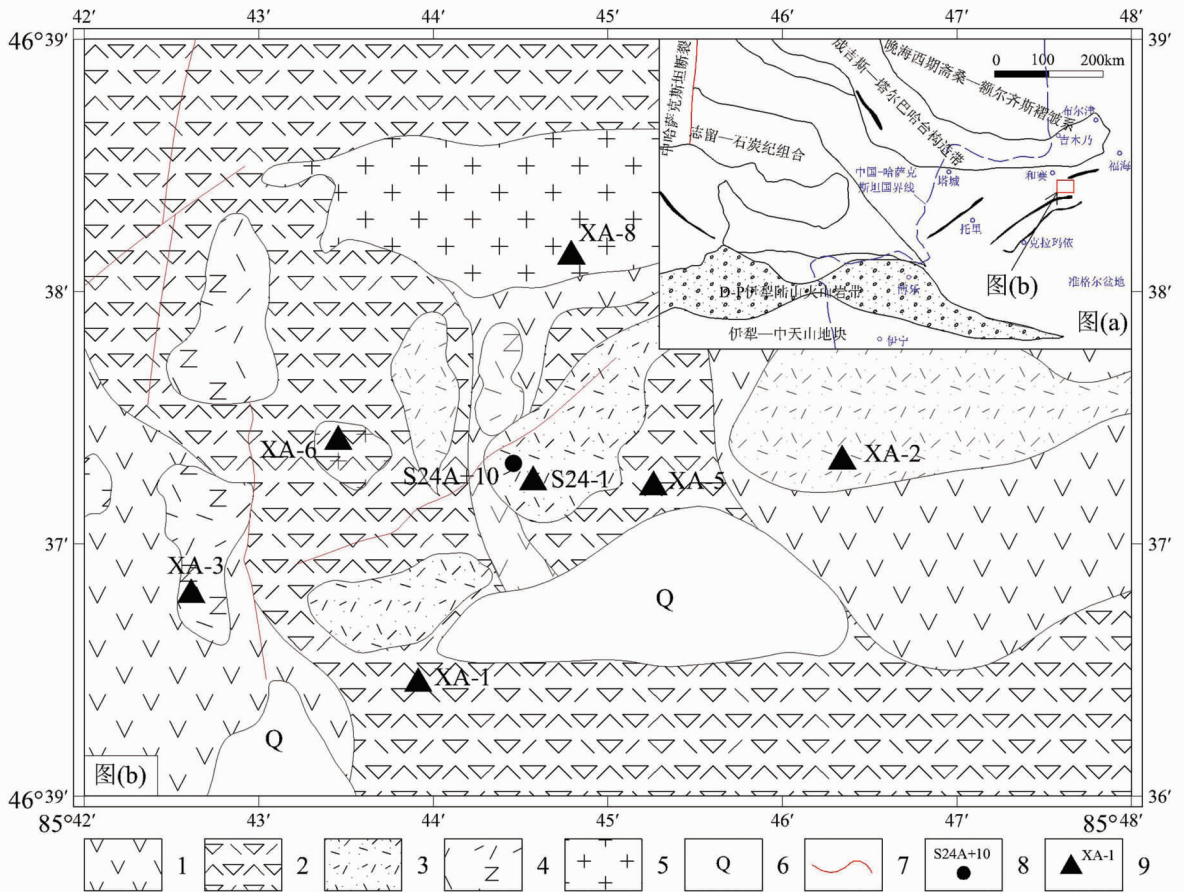 42′ 43′ 44′ 45′ 46′ 47′ 48′
46°39′ 39′
中哈萨克斯坦断裂
成吉斯—塔尔巴哈台构造带
晚海西期斋桑—额尔齐斯褶皱系
0 100 200km
布尔津
吉木乃
志留—石炭纪组合
福海
中国-哈萨克
斯坦国界线
塔城
和赛
XA-8
托里
克拉玛依
38′ 38′
D-P伊犁陆山火山岩带
博乐
图(b)
准格尔盆地
图(a)
伊犁—中天山地块
伊宁
XA-6
S24A+10
S24-1
XA-5
XA-2
37′ 37′
XA-3
Q
XA-1
Q
图(b)
46°39′ 36′
85°42′ 43′ 44′ 45′ 46′ 47′ 85°48′
1 2 3 4 Q 5 6 7 S24A+10 8 XA-1 9